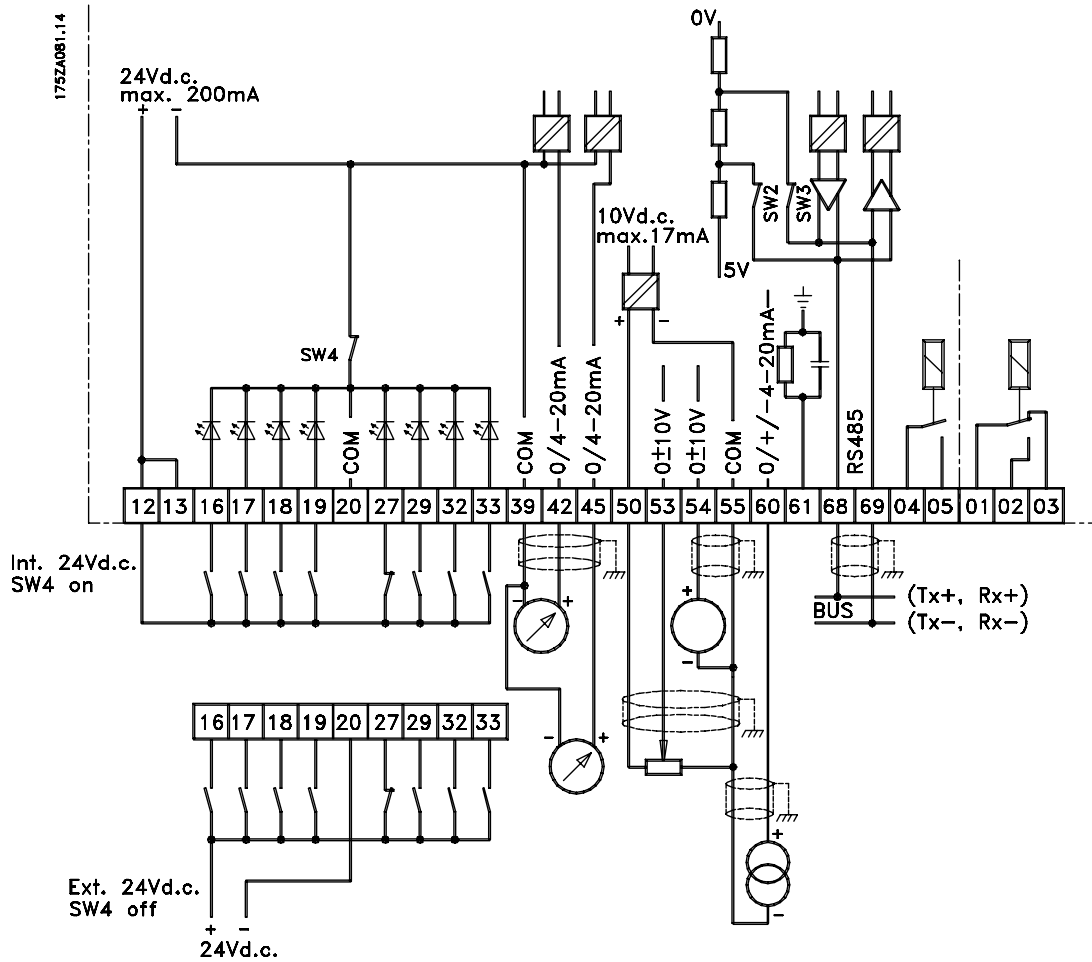 175ZA081.14
24Vd.c.
max. 200mA
+ -
0V
SW2
SW3
5V
10Vd.c.
max.17mA
+ -
SW4
COM
COM
0/4-20mA
0/4-20mA
0±10V
0±10V
COM
0/+/-4-20mA
RS485
12 13 16 17 18 19 20 27 29 32 33 39 42 45 50 53 54 55 60 61 68 69 04 05 01 02 03
Int. 24Vd.c.
SW4 on
- +
+
-
BUS
(Tx+, Rx+)
(Tx-, Rx-)
16 17 18 19 20 27 29 32 33
- +
+
-
Ext. 24Vd.c.
SW4 off
+ -
24Vd.c.